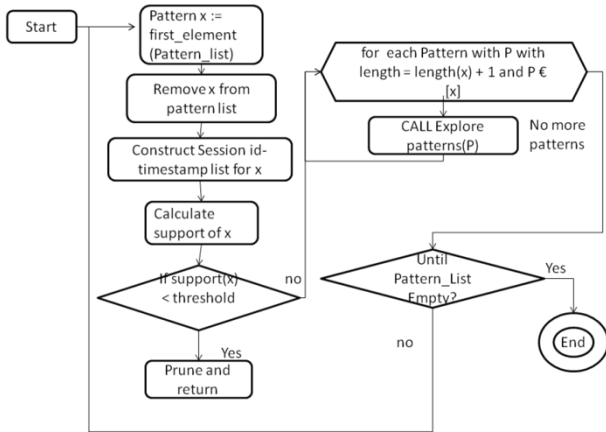 Start
Pattern x :=
first_element
(Pattern_list)
Remove x from
pattern list
Construct Session id-
timestamp list for x
Calculate
support of x
If support(x)
< threshold
no
Yes
Prune and
return
for each Pattern with P with
length = length(x) + 1 and P €
[x]
CALL Explore
patterns(P)
No more
patterns
Until
Pattern_List
Empty?
Yes
no
End